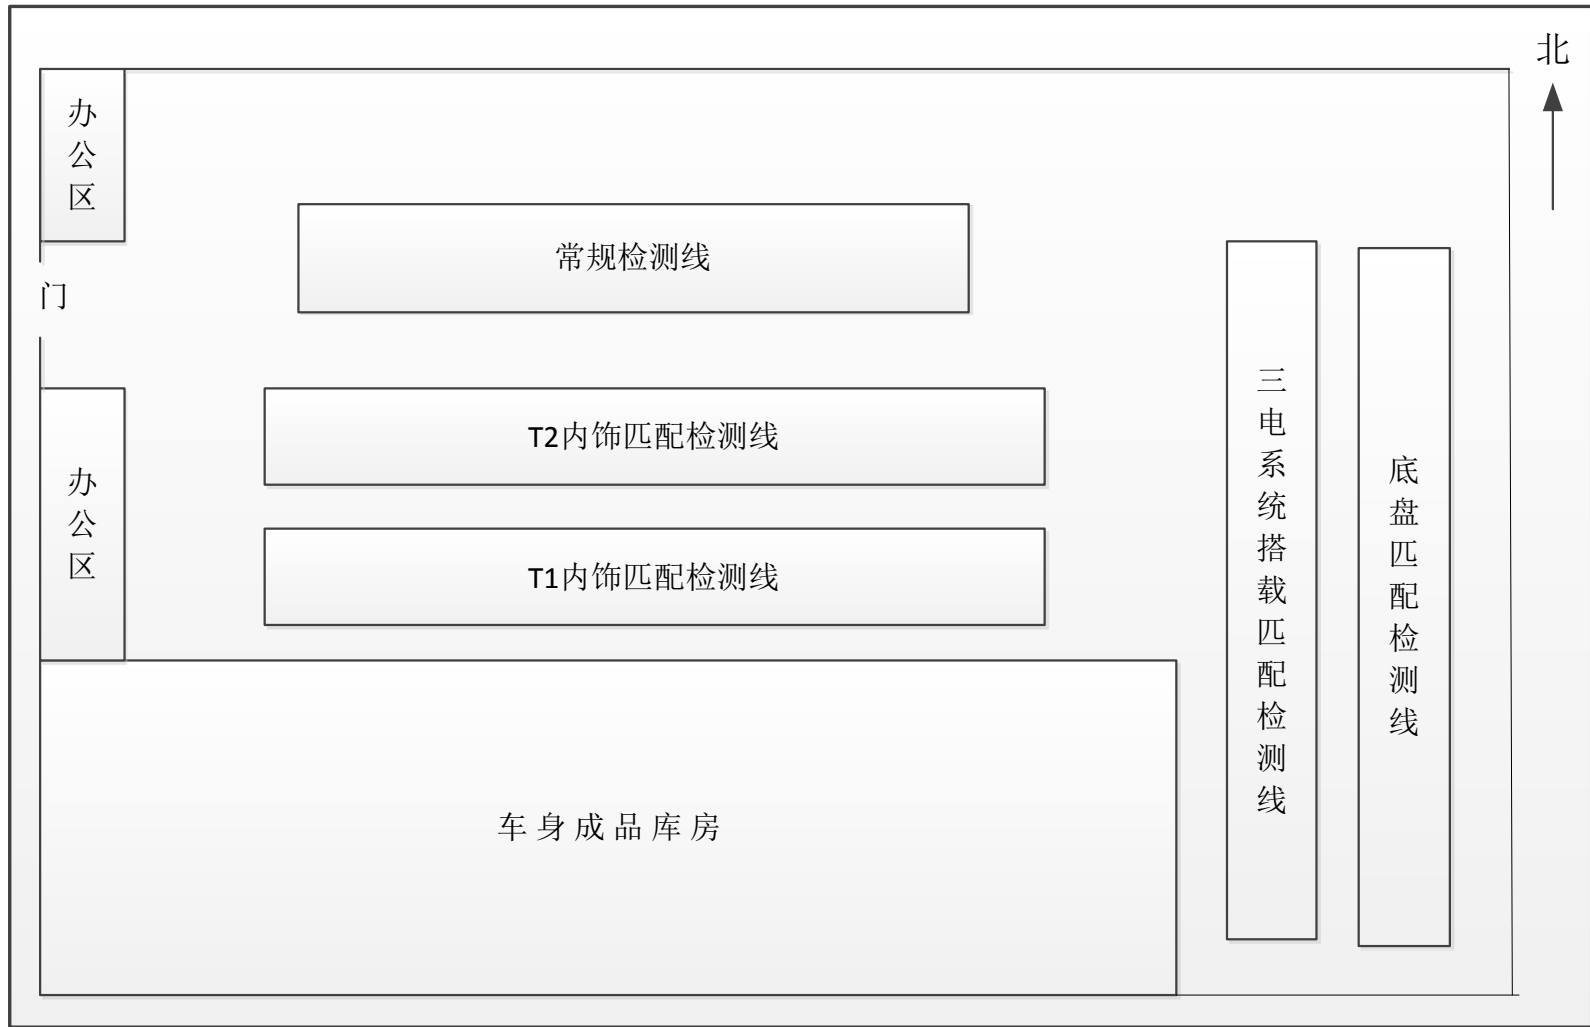 北
办公区
常规检测线
门
T2内饰匹配检测线
办公区
T1内饰匹配检测线
三电系统搭载匹配检测线
底盘匹配检测线
车身成品库房